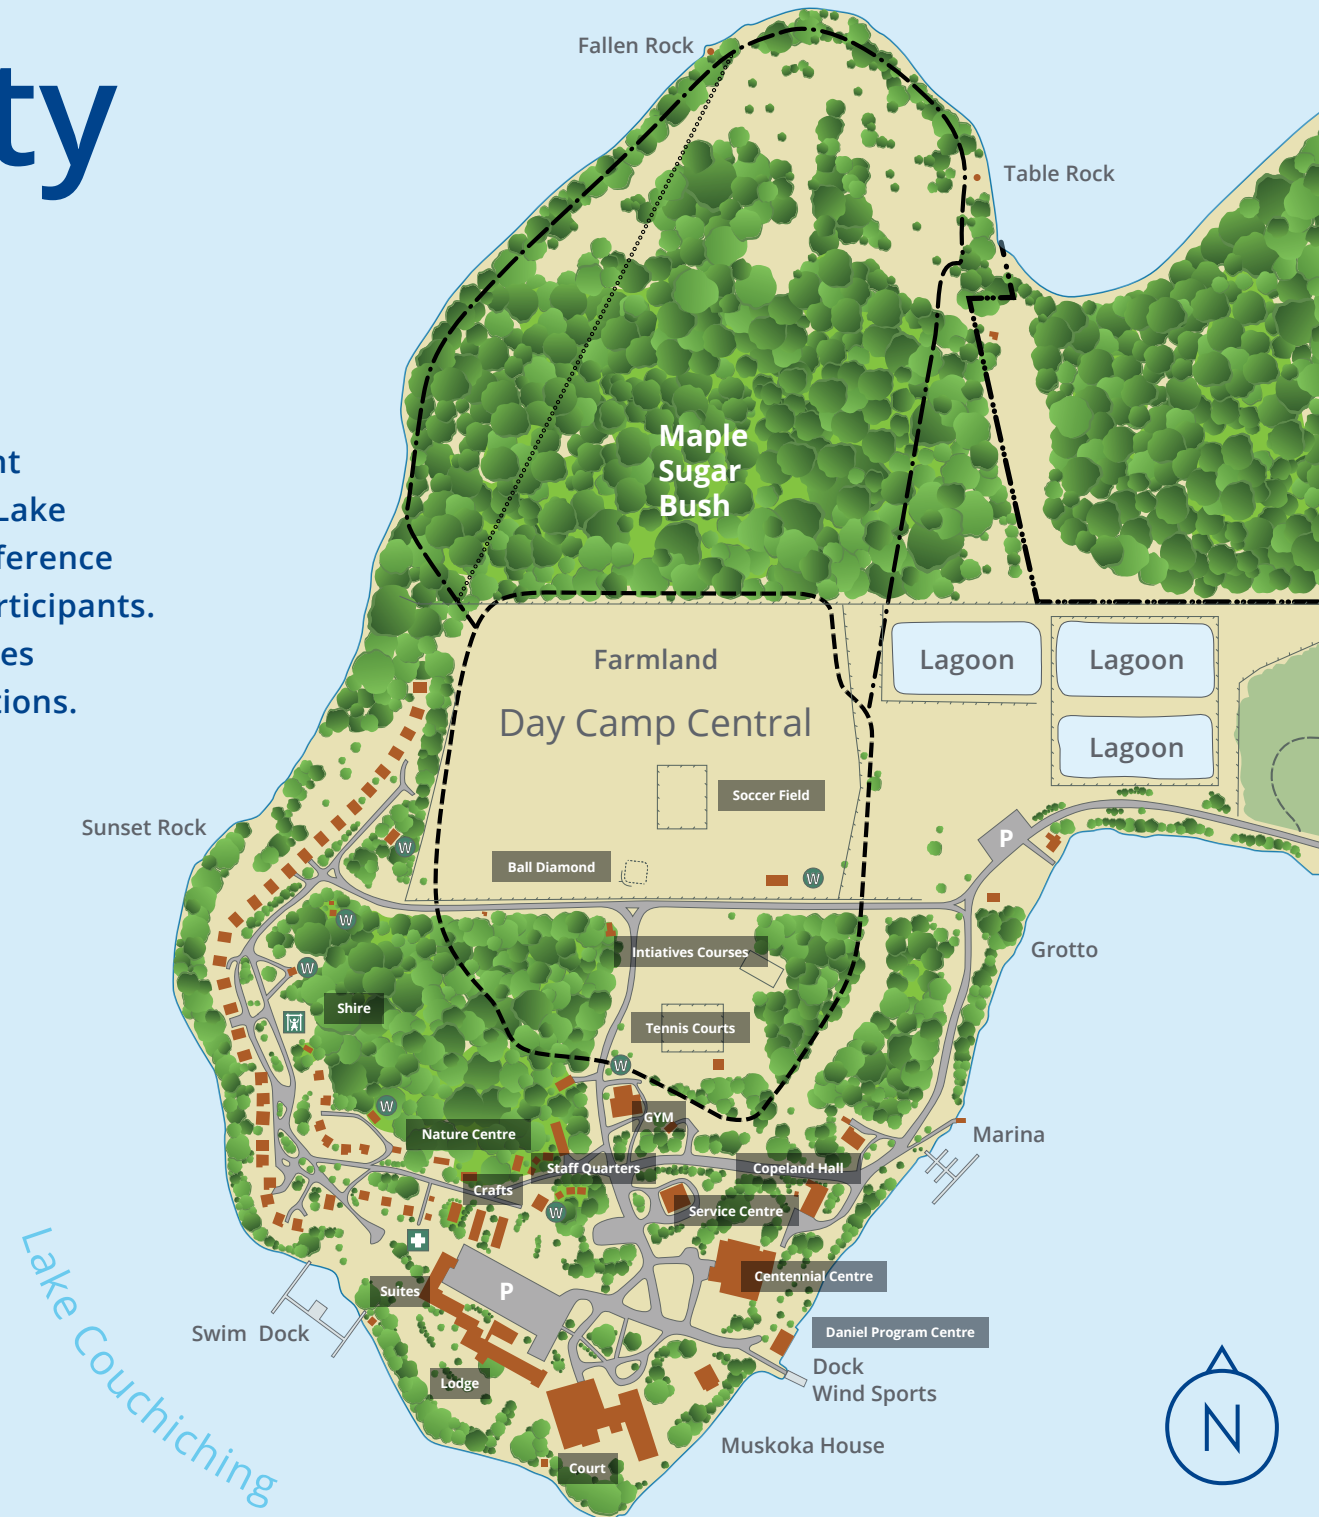 ty
Fallen Rock
Table Rock
Maple
Sugar
Bush
nt
Lake
ference
rticipants.
es
tions.
Farmland
Day Camp Central
Lagoon
Lagoon
Lagoon
Soccer Field
Sunset Rock
P
W
Ball Diamond
W
W
Intiatives Courses
Grotto
W
Shire
Tennis Courts
W
W
GYM
Nature Centre
Marina
Staff Quarters
Copeland Hall
Crafts
W
Service Centre
Suites
P
Centennial Centre
Swim Dock
Daniel Program Centre
Dock
Wind Sports
Lodge
Lake Couchiching
Muskoka House
Court
N